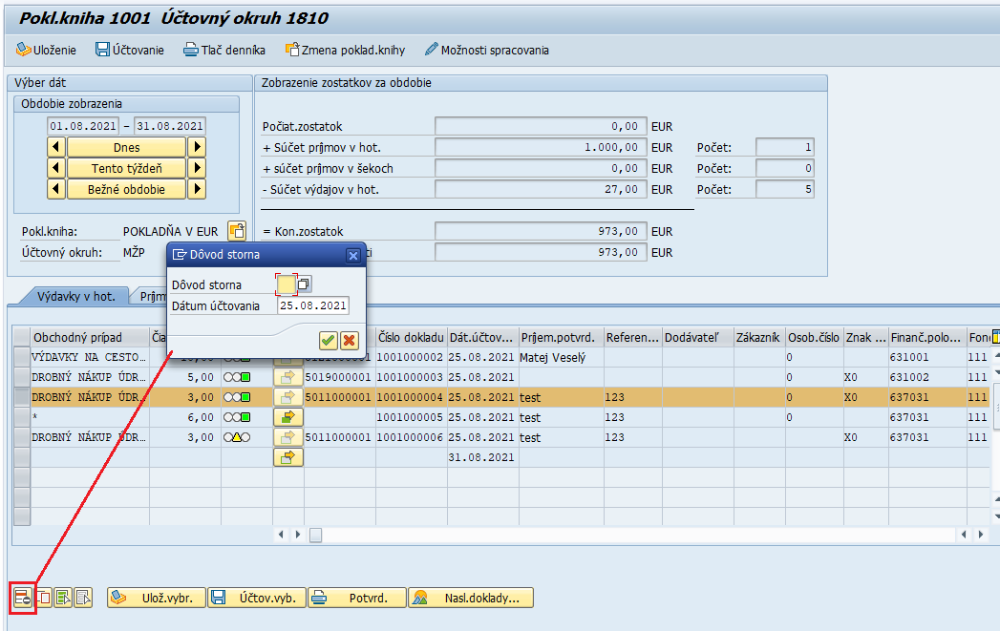 Pokl.kniha 1001 Účtovný okruh 1810
Uloženie Účtovanie Tlač denníka Zmena poklad.knihy Možnosti spracovania
Výber dát
Obdobie zobrazenia
01.08.2021 - 31.08.2021
Dnes
Tento týždeň
Bežné obdobie
Pokl.kniha: POKLADŇA V EUR
Účtovný okruh: MŽP
Zobrazenie zostatkov za obdobie
Počiat.zostatok 0,00 EUR
+ Súčet príjmov v hot. 1.000,00 EUR Počet: 1
+ súčet príjmov v šekoch 0,00 EUR Počet: 0
- Súčet výdajov v hot. 27,00 EUR Počet: 5
= Kon.zostatok 973,00 EUR
973,00 EUR
Dôvod storna
Dôvod storna
Dátum účtovania 25.08.2021
Výdavky v hot. Príjm
Obchodný prípad Čia Číslo dokladu Dát.účtov... Príjem.potvrd. Referen... Dodávateľ Zákazník Osob.číslo Znak ... Finanč.polo... Fond
VÝDAVKY NA CESTO... 1001000002 25.08.2021 Matej Veselý 0 631001 111
DROBNÝ NÁKUP ÚDR... 5,00 5019000001 1001000003 25.08.2021 0 X0 631002 111
DROBNÝ NÁKUP ÚDR... 3,00 5011000001 1001000004 25.08.2021 test 123 0 X0 637031 111
* 6,00 1001000005 25.08.2021 test 123 0 637031 111
DROBNÝ NÁKUP ÚDR... 3,00 5011000001 1001000006 25.08.2021 test 123 X0 637031 111
31.08.2021
Ulož.vybr. Účtov.vyb. Potvrd. Nasl.doklady...